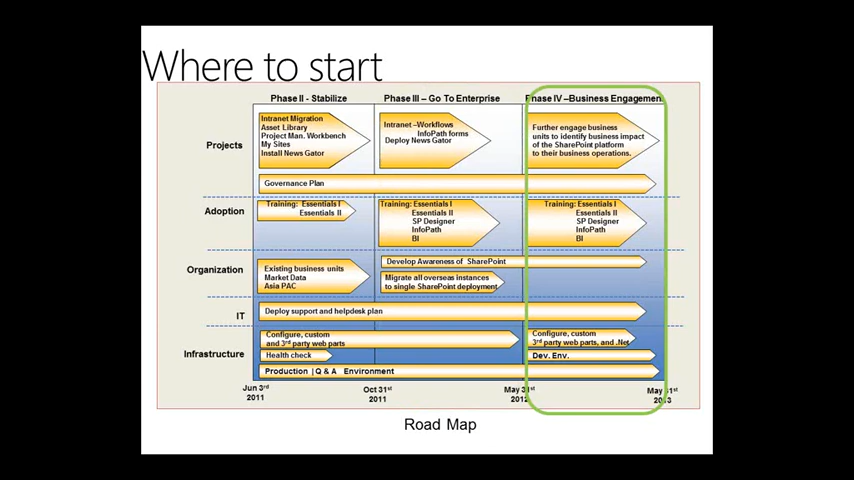 Where to start
Phase II - Stabilize
Phase III – Go To Enterprise
Phase IV –Business Engagement
Projects
Intranet Migration
Asset Library
Project Man. Workbench
My Sites
Install News Gator
Intranet –Workflows
InfoPath forms
Deploy News Gator
Further engage business
units to identify business impact
of the SharePoint platform
to their business operations.
Governance Plan
Adoption
Training: Essentials I
Essentials II
Training: Essentials I
Essentials II
SP Designer
InfoPath
BI
Training: Essentials I
Essentials II
SP Designer
InfoPath
BI
Organization
Existing business units
Market Data
Asia PAC
Develop Awareness of SharePoint
Migrate all overseas instances
to single SharePoint deployment
IT
Deploy support and helpdesk plan
Infrastructure
Configure, custom
and 3rd party web parts
Configure, custom
3rd party web parts, and .Net
Health check
Dev. Env.
Production | Q & A Environment
Jun 3rd
2011
Oct 31st
2011
May 31st
2012
May 31st
2013
Road Map